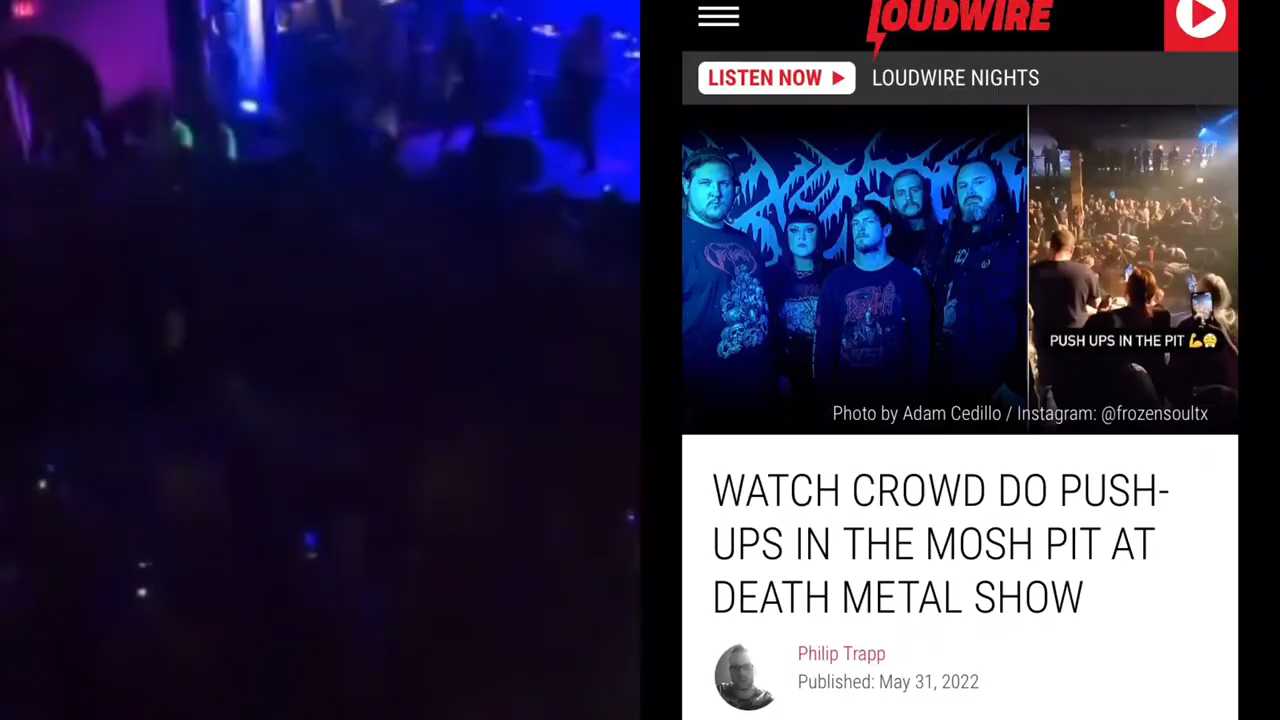 LOUDWIRE
LISTEN NOW
LOUDWIRE NIGHTS
PUSH UPS IN THE PIT 💪😤
Photo by Adam Cedillo / Instagram: @frozensoultx
WATCH CROWD DO PUSH-
UPS IN THE MOSH PIT AT
DEATH METAL SHOW
Philip Trapp
Published: May 31, 2022